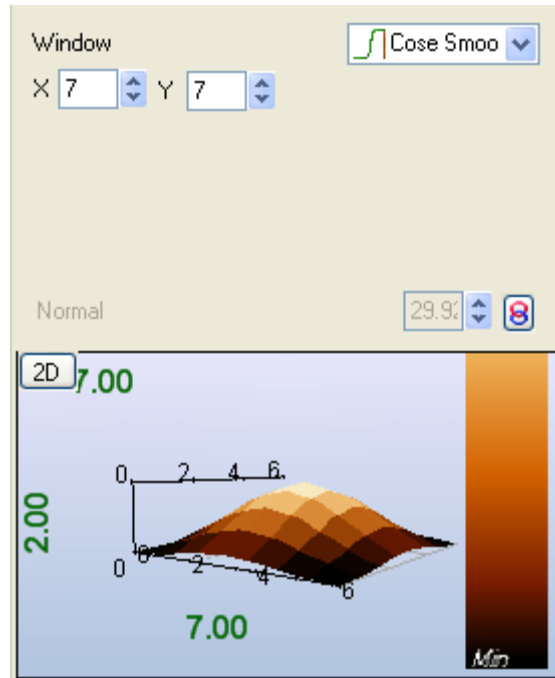 Window
Cose Smoo
X 7 Y 7
Normal
29.92
2D
7.00
0. 2. 4. 6.
2.00
0 0 2 4 6
7.00
Min